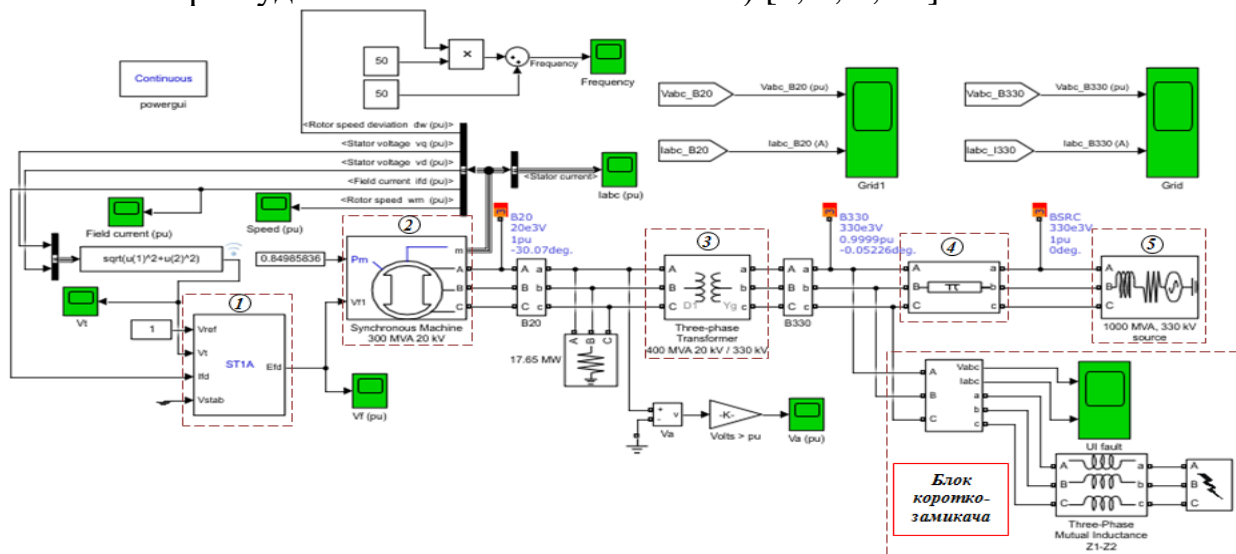 50
50
×
Frequency
Frequency
Continuous
powergui
Vabc_B20
Vabc_B20 (pu)
Iabc_B20
Iabc_B20 (A)
Grid1
Vabc_B330
Vabc_B330 (pu)
Iabc_I330
Iabc_B330 (A)
Grid
<Rotor speed deviation dw (pu)>
<Stator voltage vq (pu)>
<Stator voltage vd (pu)>
<Field current ifd (pu)>
<Rotor speed wm (pu)>
<Stator current>
Iabc (pu)
Field current (pu)
Speed (pu)
sqrt(u(1)^2+u(2)^2)
0.84985836
Vt
1
1
Vref
Vt
Ifd
Vstab
ST1A
Efd
Vf (pu)
2
Pm
Vf1
m
A
B
C
Synchronous Machine
300 MVA 20 kV
B20
20e3V
1pu
-30.07deg.
A a
B b
C c
B20
A B C
17.65 MW
3
A a
B b
C c
D1 Yg
Three-phase
Transformer
400 MVA 20 kV / 330 kV
+
-
v
Va
-K-
Volts > pu
Va (pu)
B330
330e3V
0.9999pu
-0.05226deg.
A a
B b
C c
B330
4
A a
B b
C c
BSRC
330e3V
1pu
0deg.
5
A
B
C
1000 MVA, 330 kV
source
A
B
C
Vabc
Iabc
a
b
c
UI fault
Блок
коротко-
замикача
A a
B b
C c
Three-Phase
Mutual Inductance
Z1-Z2
A
B
C